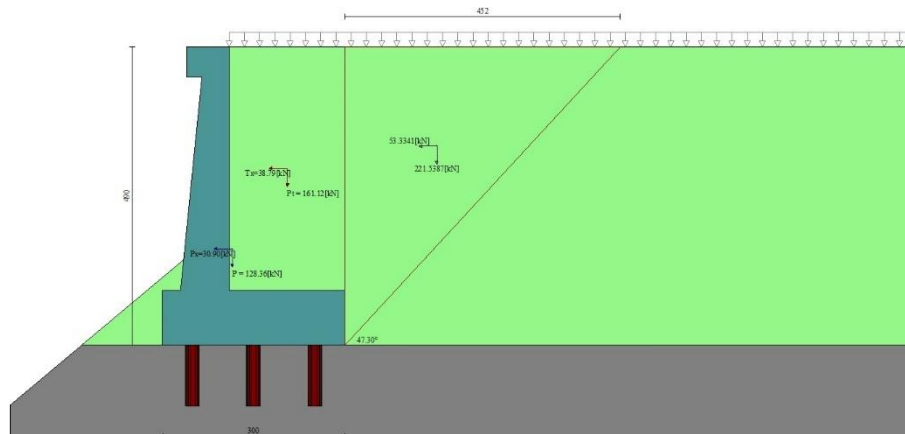 452
53.3341[kN]
221.5387[kN]
Tx=38.79[kN]
Pt = 161.12[kN]
490
Px=30.90[kN]
P = 128.36[kN]
47.30°
300